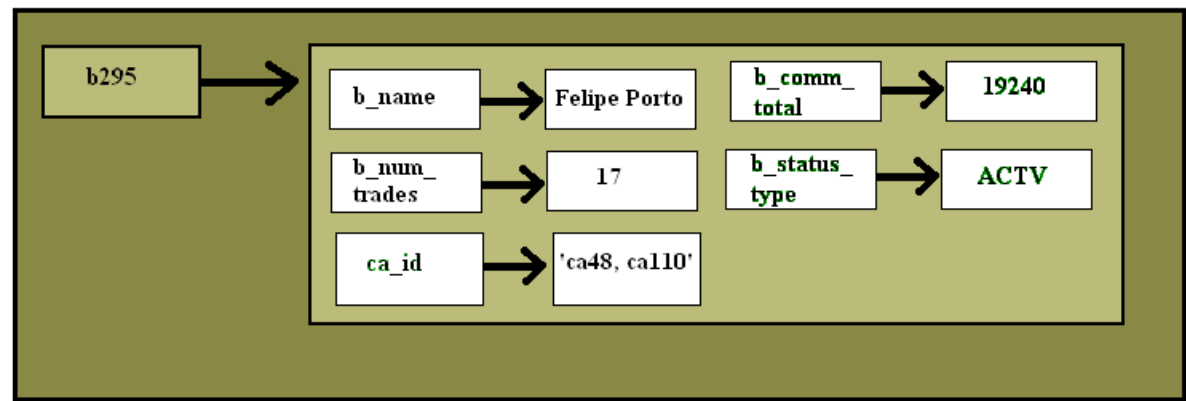 b295
b_name
Felipe Porto
b_comm_
total
19240
b_num_
trades
17
b_status_
type
ACTV
ca_id
'ca48, ca110'